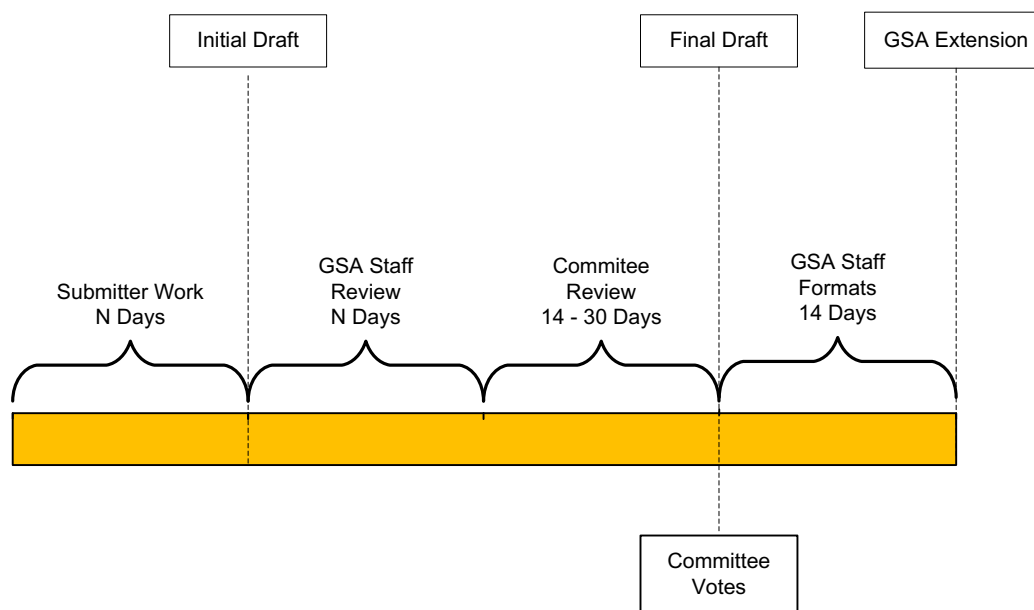 Initial Draft
Final Draft
GSA Extension
Submitter Work
N Days
GSA Staff
Review
N Days
Commitee
Review
14 - 30 Days
GSA Staff
Formats
14 Days
Committee
Votes